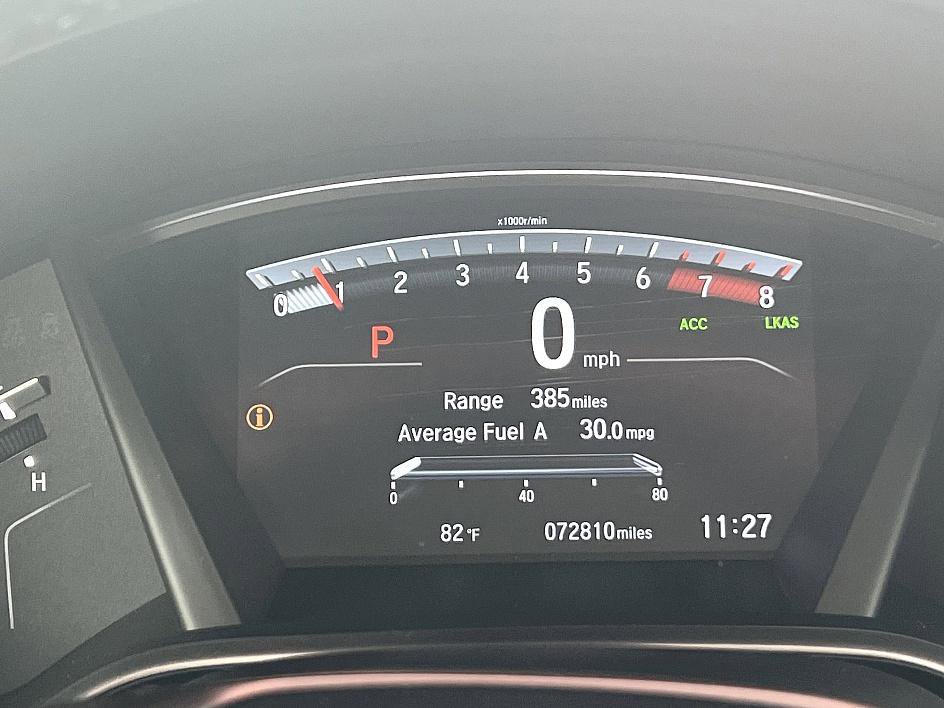 x1000r/min
0 1 2 3 4 5 6 7 8
ACC LKAS
P 0 mph
Range 385 miles
Average Fuel A 30.0 mpg
H
0 40 80
82°F 072810 miles 11:27